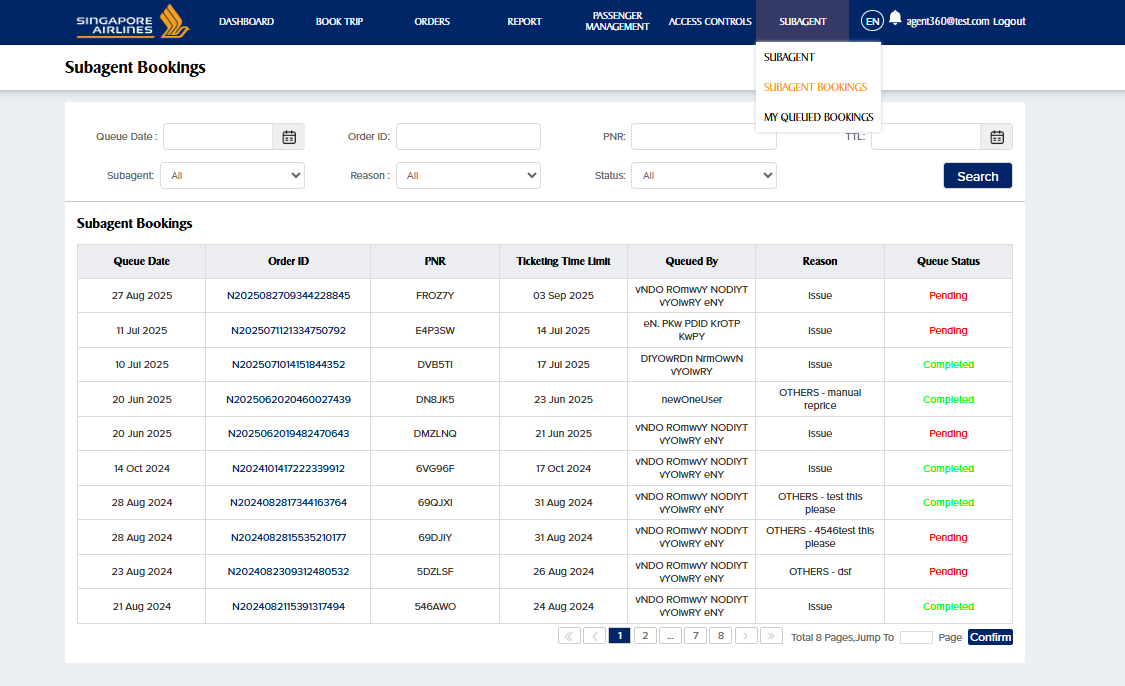 SINGAPORE AIRLINES
DASHBOARD BOOK TRIP ORDERS REPORT PASSENGER MANAGEMENT ACCESS CONTROLS SUBAGENT EN agent360@test.com Logout
Subagent Bookings
SUBAGENT
SUBAGENT BOOKINGS
MY QUEUED BOOKINGS
Queue Date : Order ID: PNR: TTL:
Subagent: All Reason : All Status: All Search
Subagent Bookings
Queue Date Order ID PNR Ticketing Time Limit Queued By Reason Queue Status
27 Aug 2025 N2025082709344228845 FROZ7Y 03 Sep 2025 vNDO ROmwvY NODIYT vYOIwRY eNY Issue Pending
11 Jul 2025 N2025071121334750792 E4P3SW 14 Jul 2025 eN. PKw PDID KrOTP KwPY Issue Pending
10 Jul 2025 N2025071014151844352 DVB5TI 17 Jul 2025 DfYOwRDn NrmOwvN vYOIwRY Issue Completed
20 Jun 2025 N2025062020460027439 DN8JK5 23 Jun 2025 newOneUser OTHERS - manual reprice Completed
20 Jun 2025 N2025062019482470643 DMZLNQ 21 Jun 2025 vNDO ROmwvY NODIYT vYOIwRY eNY Issue Pending
14 Oct 2024 N2024101417222339912 6VG96F 17 Oct 2024 vNDO ROmwvY NODIYT vYOIwRY eNY Issue Completed
28 Aug 2024 N2024082817344163764 69QJXI 31 Aug 2024 vNDO ROmwvY NODIYT vYOIwRY eNY OTHERS - test this please Completed
28 Aug 2024 N2024082815535210177 69DJIY 31 Aug 2024 vNDO ROmwvY NODIYT vYOIwRY eNY OTHERS - 4546test this please Pending
23 Aug 2024 N2024082309312480532 5DZLSF 26 Aug 2024 vNDO ROmwvY NODIYT vYOIwRY eNY OTHERS - dsf Pending
21 Aug 2024 N2024082115391317494 546AWO 24 Aug 2024 vNDO ROmwvY NODIYT vYOIwRY eNY Issue Completed
1 2 ... 7 8 Total 8 Pages,Jump To Page Confirm